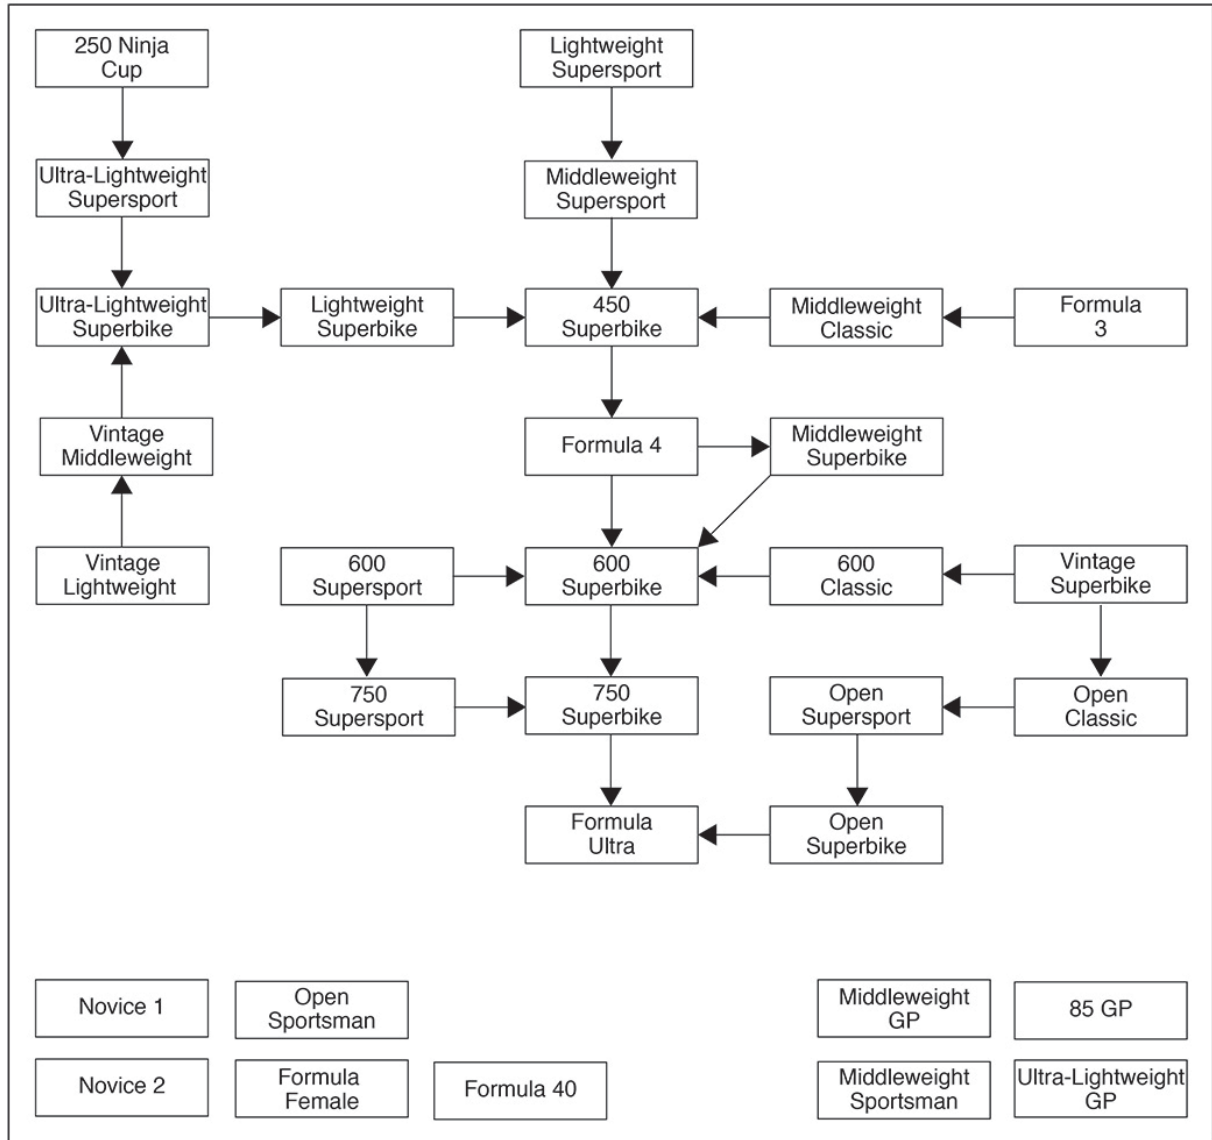 250 Ninja
Cup
Lightweight
Supersport
Ultra-Lightweight
Supersport
Middleweight
Supersport
Ultra-Lightweight
Superbike
Lightweight
Superbike
450
Superbike
Middleweight
Classic
Formula
3
Vintage
Middleweight
Formula 4
Middleweight
Superbike
Vintage
Lightweight
600
Supersport
600
Superbike
600
Classic
Vintage
Superbike
750
Supersport
750
Superbike
Open
Supersport
Open
Classic
Formula
Ultra
Open
Superbike
Novice 1
Open
Sportsman
Middleweight
GP
85 GP
Novice 2
Formula
Female
Formula 40
Middleweight
Sportsman
Ultra-Lightweight
GP